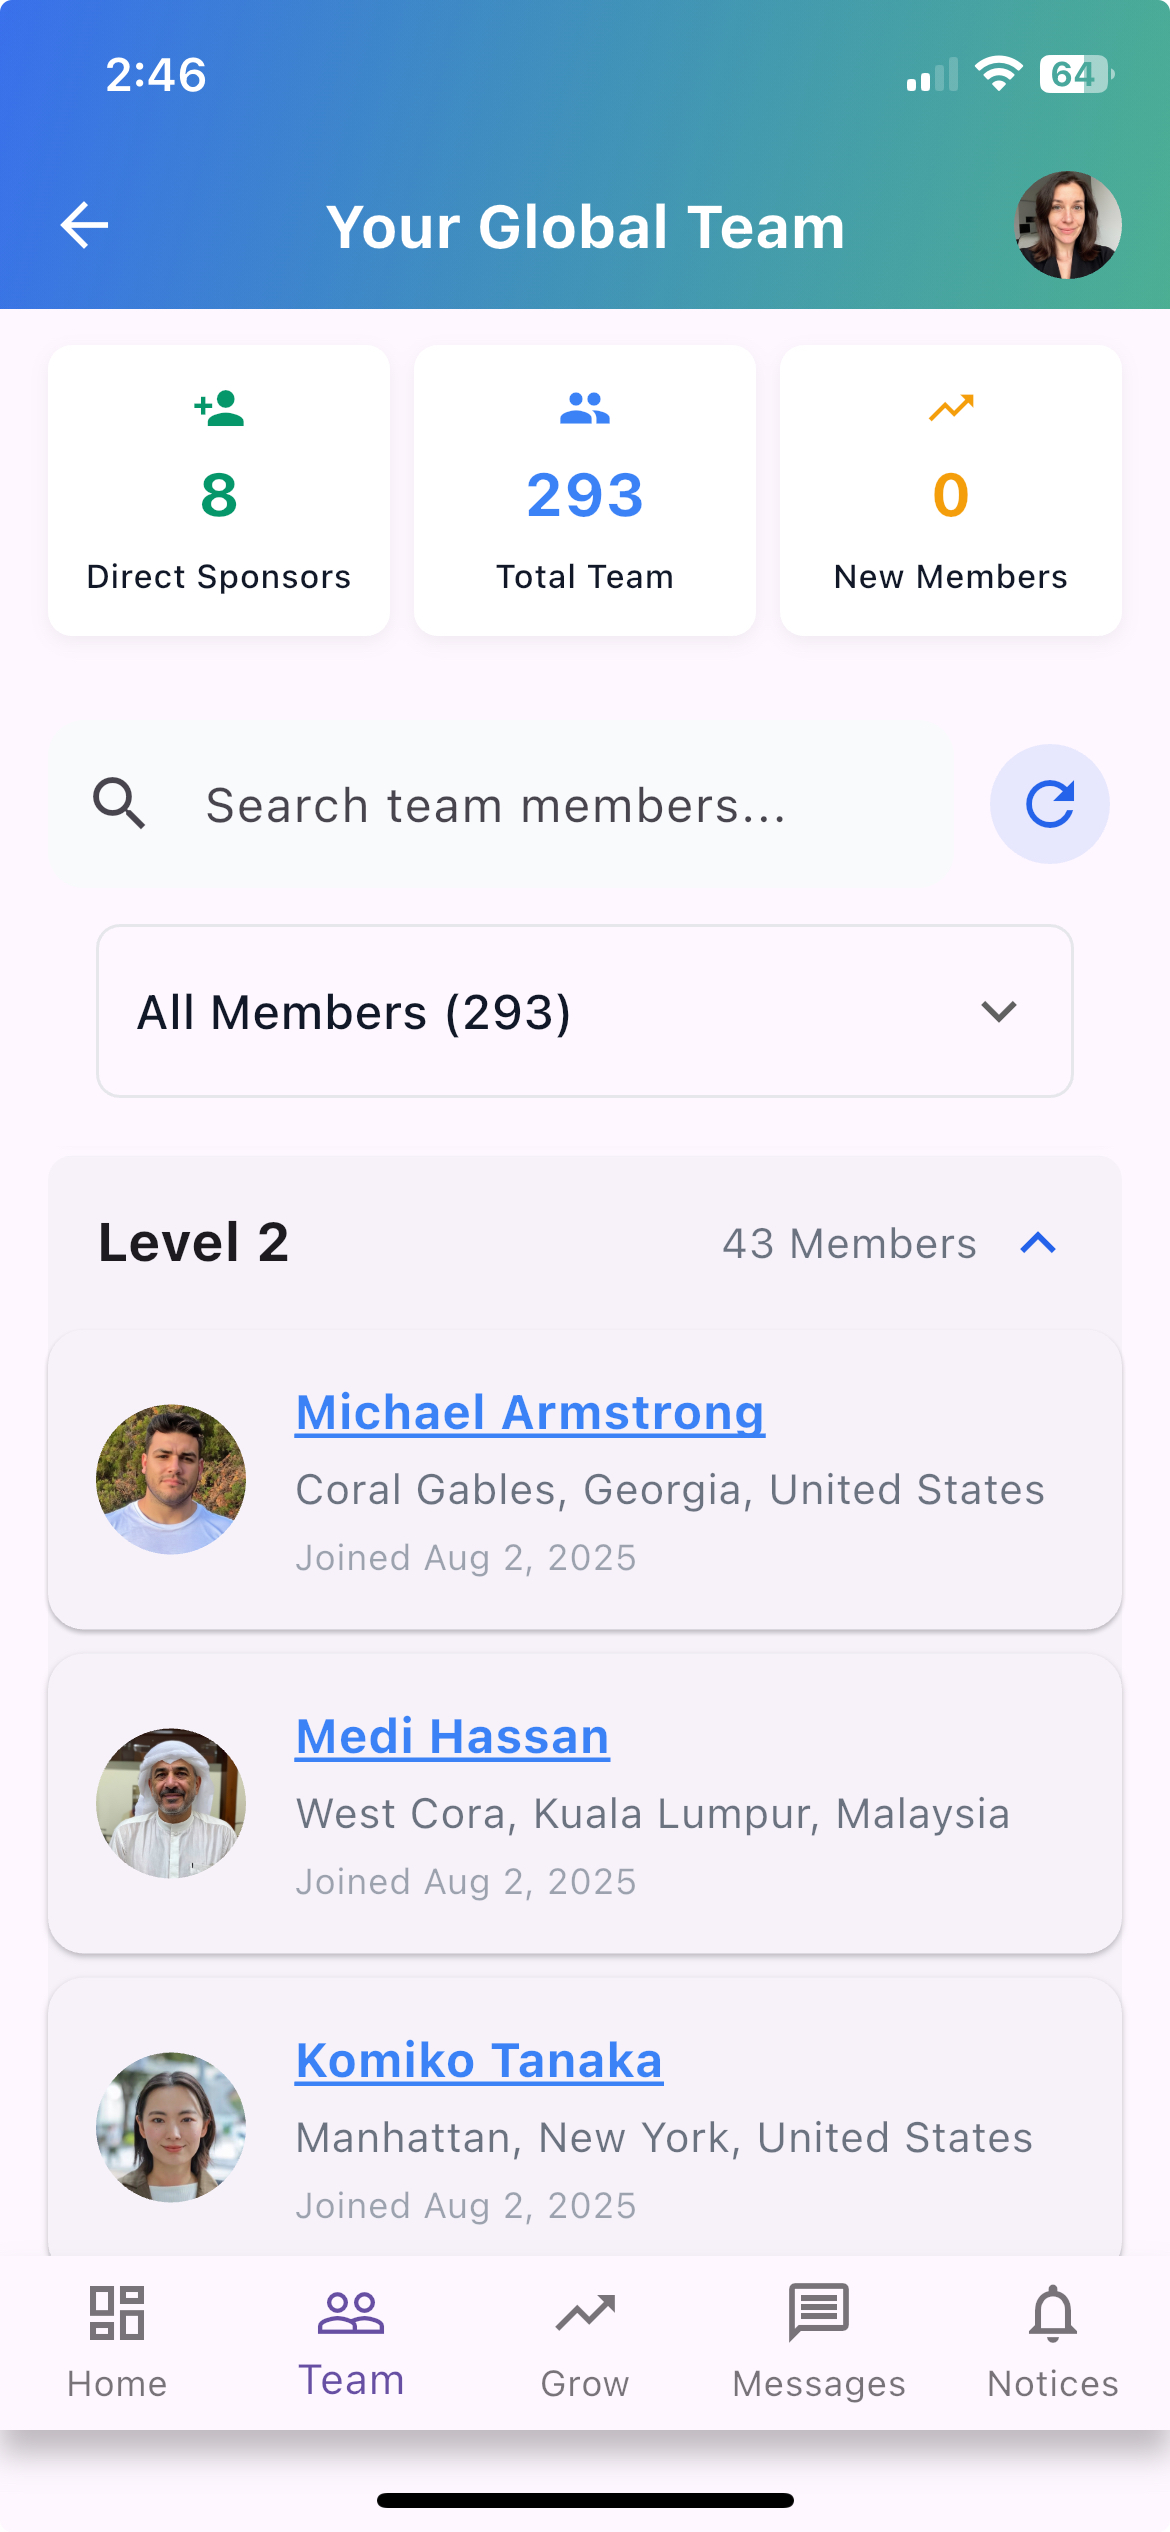 2:46
64
Your Global Team
8
293
0
Direct Sponsors
Total Team
New Members
Search team members...
All Members (293)
Level 2
43 Members
Michael Armstrong
Coral Gables, Georgia, United States
Joined Aug 2, 2025
Medi Hassan
West Cora, Kuala Lumpur, Malaysia
Joined Aug 2, 2025
Komiko Tanaka
Manhattan, New York, United States
Joined Aug 2, 2025
Home
Team
Grow
Messages
Notices